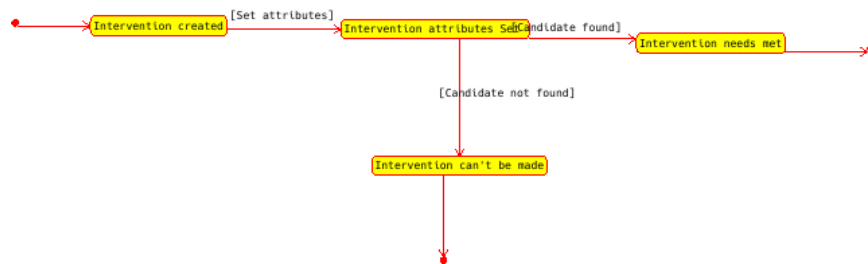 [Set attributes]
Intervention created
Intervention attributes Set
[Candidate found]
Intervention needs met
[Candidate not found]
Intervention can't be made